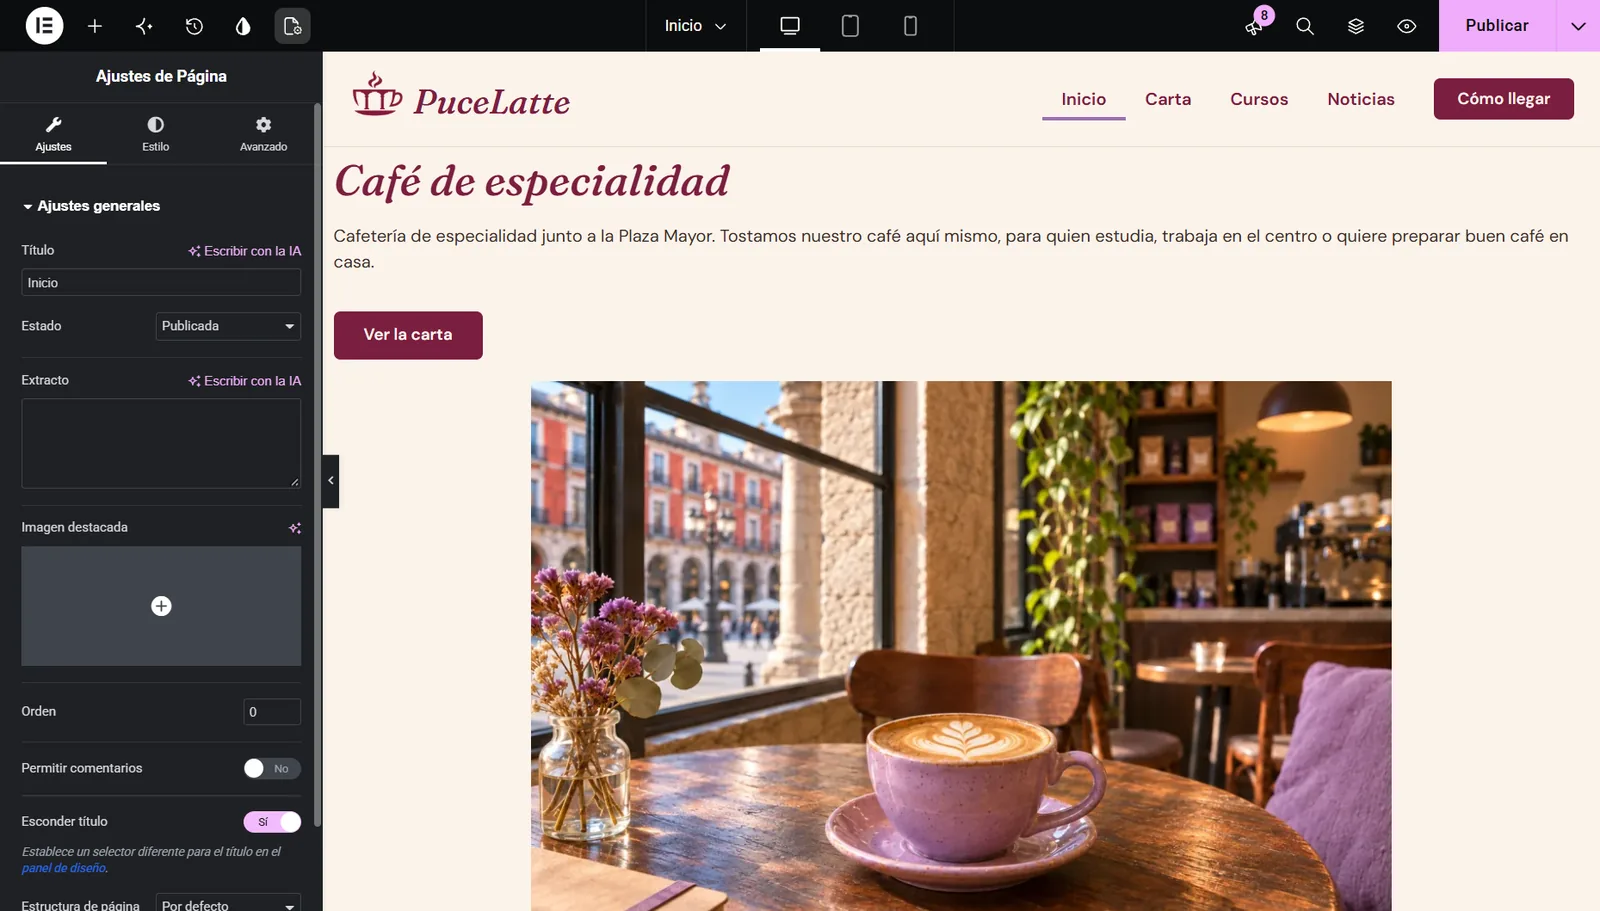 Inicio
8
Publicar
Ajustes de Página
Ajustes
Estilo
Avanzado
Ajustes generales
Título
Escribir con la IA
Inicio
Estado
Publicada
Extracto
Escribir con la IA
Imagen destacada
Orden
0
Permitir comentarios
No
Esconder título
Sí
Establece un selector diferente para el título en el
panel de diseño.
Estructura de página
Por defecto
PuceLatte
Inicio
Carta
Cursos
Noticias
Cómo llegar
Café de especialidad
Cafetería de especialidad junto a la Plaza Mayor. Tostamos nuestro café aquí mismo, para quien estudia, trabaja en el centro o quiere preparar buen café en
casa.
Ver la carta